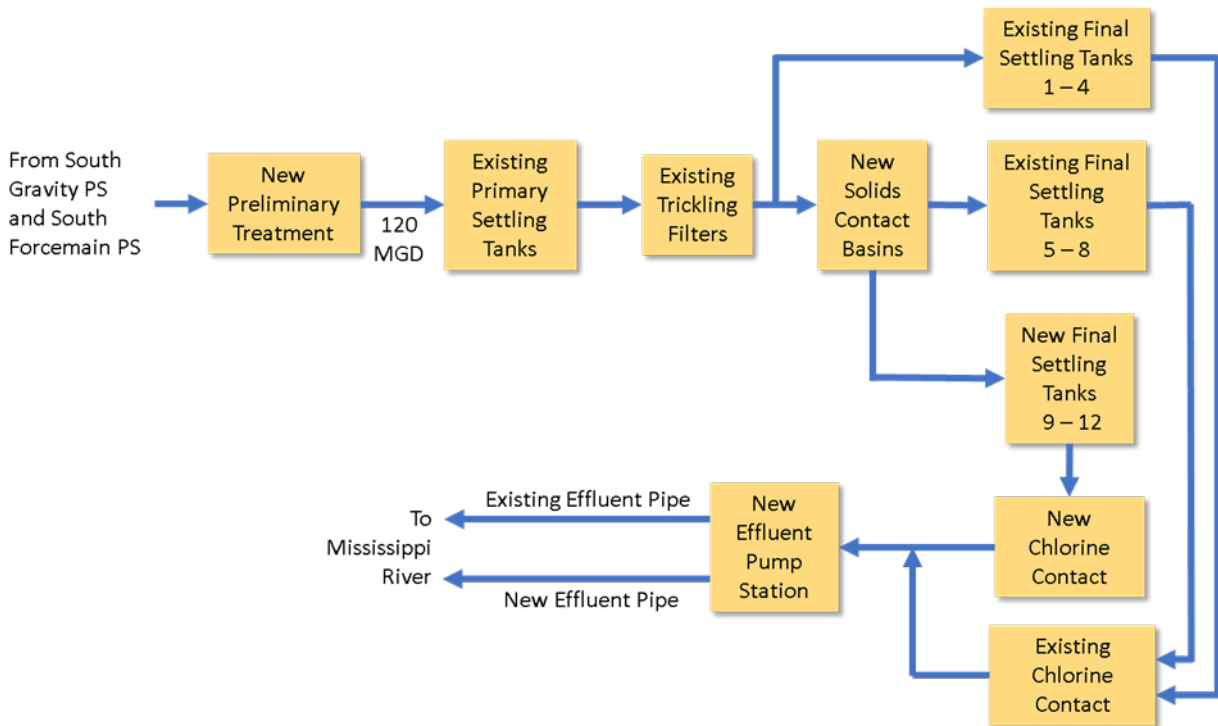 From South
Gravity PS
and South
Forcemain PS
New
Preliminary
Treatment
120
MGD
Existing
Primary
Settling
Tanks
Existing
Trickling
Filters
New
Solids
Contact
Basins
Existing Final
Settling Tanks
1 – 4
Existing Final
Settling
Tanks
5 – 8
New Final
Settling
Tanks
9 – 12
New
Chlorine
Contact
Existing
Chlorine
Contact
New
Effluent
Pump
Station
Existing Effluent Pipe
New Effluent Pipe
To
Mississippi
River